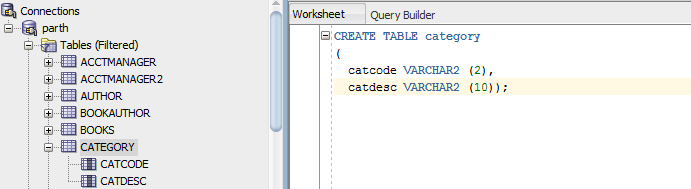 Connections
parth
Tables (Filtered)
ACCTMANAGER
ACCTMANAGER2
AUTHOR
BOOKAUTHOR
BOOKS
CATEGORY
CATCODE
CATDESC
Worksheet Query Builder
CREATE TABLE category
(
catcode VARCHAR2 (2),
catdesc VARCHAR2 (10));